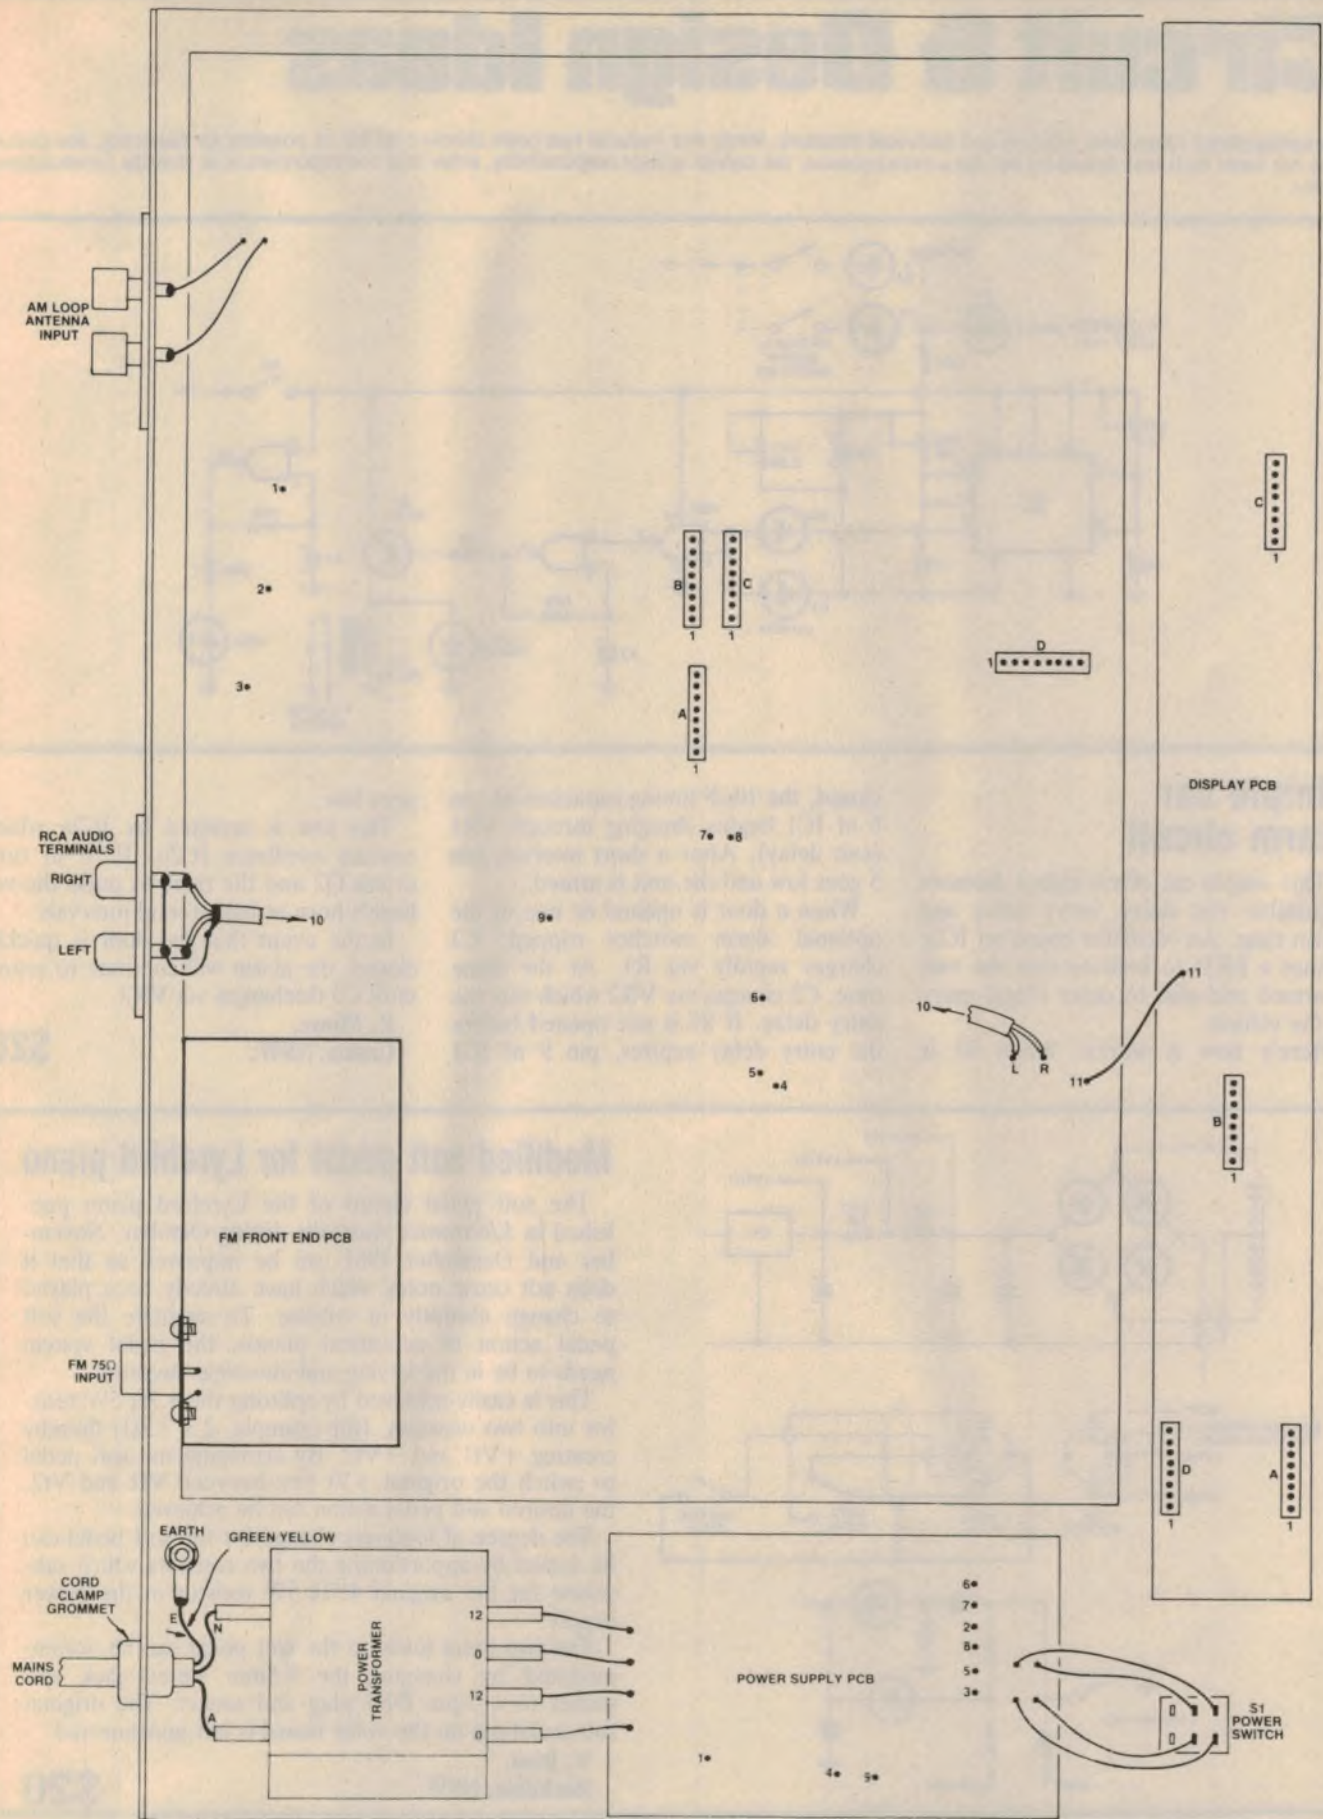 AM LOOP
ANTENNA
INPUT
1
2
3
B
1
C
1
A
1
D
1
C
1
DISPLAY PCB
RCA AUDIO
TERMINALS
RIGHT
LEFT
10
7
8
9
6
5
4
10
L R
11
11
B
1
FM FRONT END PCB
FM 75Ω
INPUT
D
1
A
1
EARTH
GREEN YELLOW
CORD
CLAMP
GROMMET
E
N
MAINS
CORD
A
POWER
TRANSFORMER
12
0
12
0
POWER SUPPLY PCB
6
7
2
8
5
3
1
4
9
S1
POWER
SWITCH